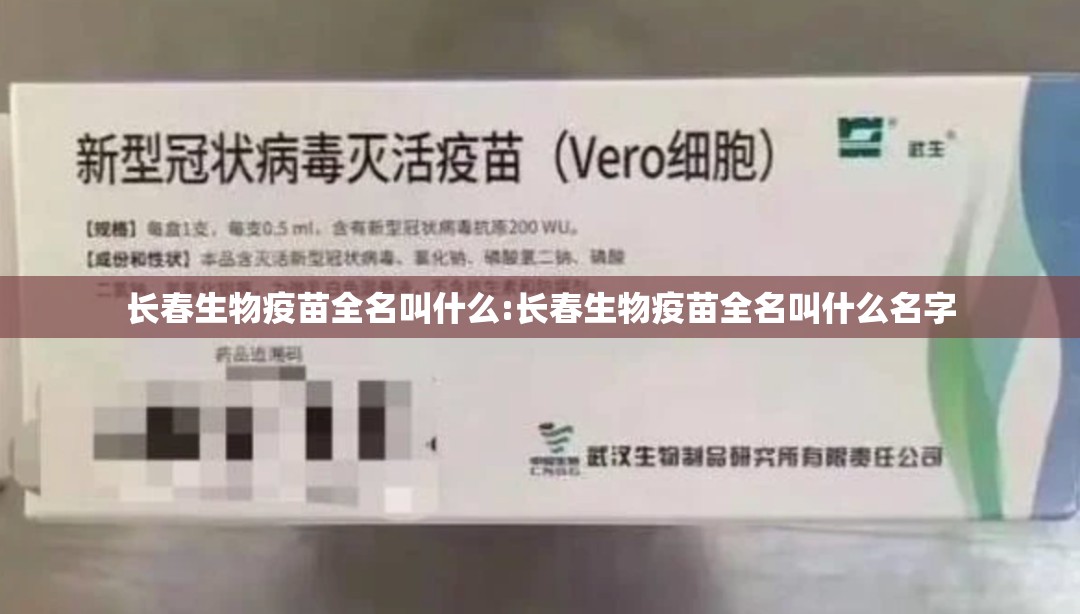 新型冠状病毒灭活疫苗（Vero细胞）
武生®
【规格】每盒1支，每支0.5 ml，含有新型冠状病毒抗原200 WU。
【成份和性状】本品含灭活新型冠状病毒、氯化钠、磷酸氢二钠、磷酸
长春生物疫苗全名叫什么:长春生物疫苗全名叫什么名字
药品追溯码
中国生物
CNBG
武汉生物制品研究所有限责任公司